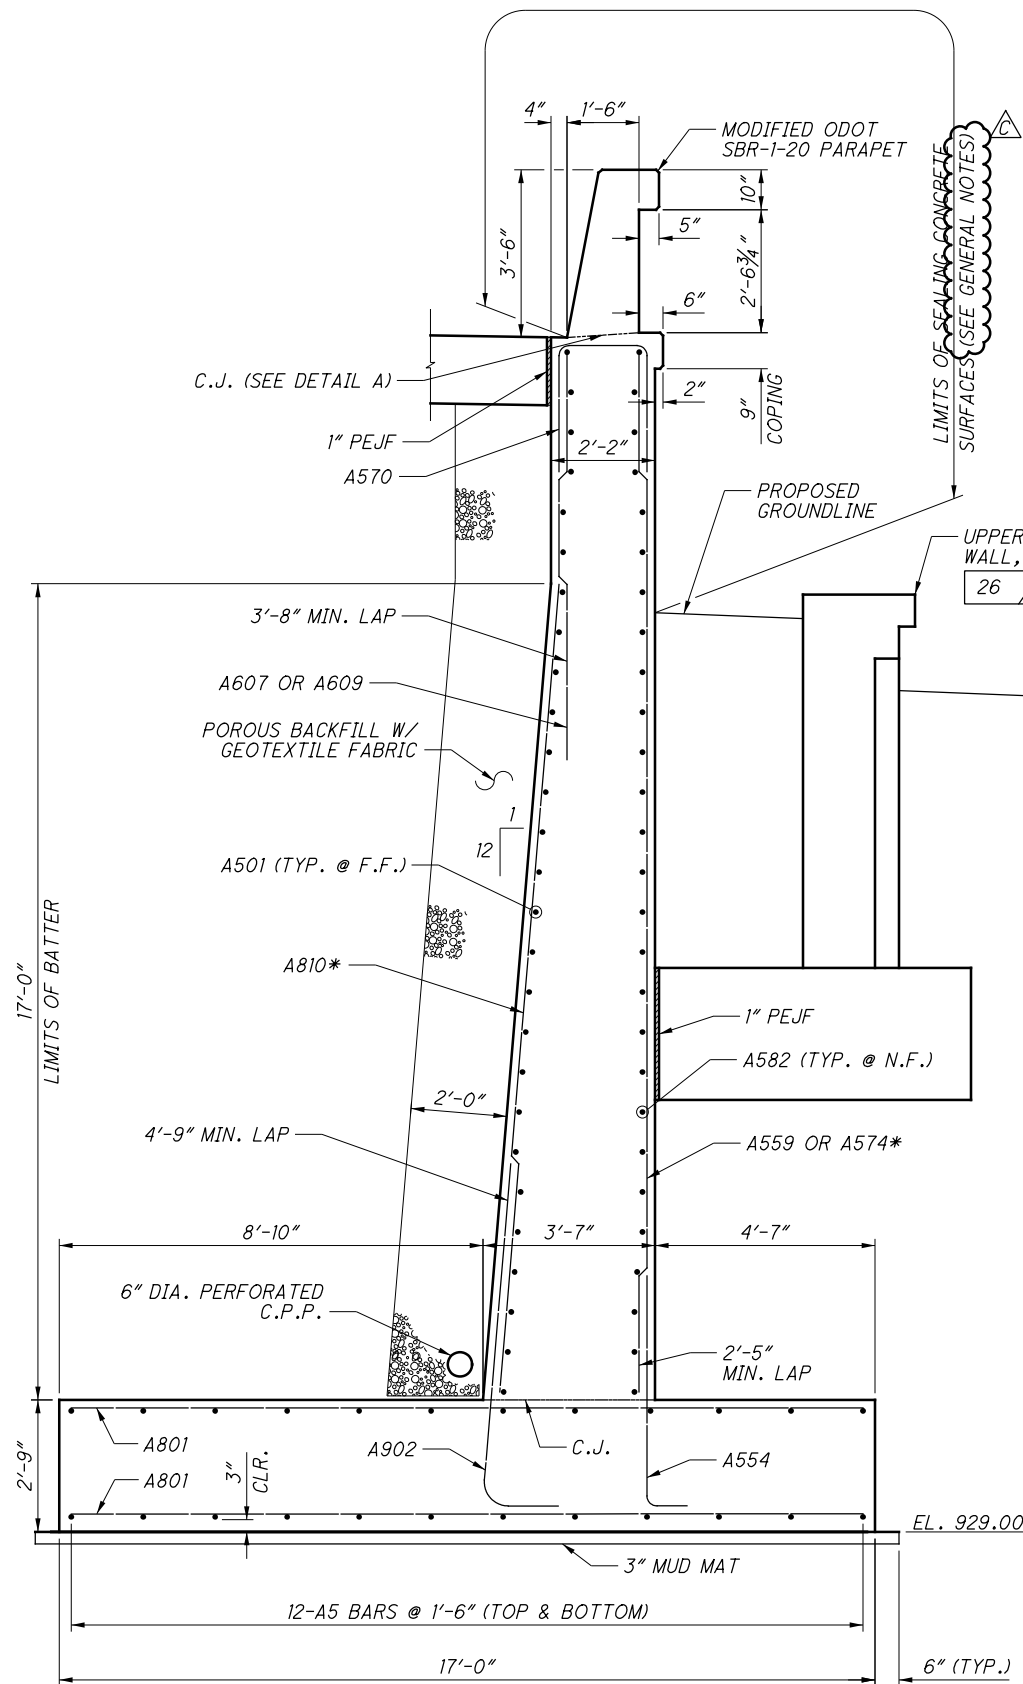 4" 1'-6"
MODIFIED ODOT
SBR-1-20 PARAPET
C
LIMITS OF SEALING CONCRETE
SURFACES (SEE GENERAL NOTES)
10"
5"
3'-6"
2'-6 3/4"
6"
C.J. (SEE DETAIL A)
2"
9"
COPING
1" PEJF
2'-2"
A570
PROPOSED
GROUNDLINE
UPPER
WALL,
26 /
3'-8" MIN. LAP
A607 OR A609
POROUS BACKFILL W/
GEOTEXTILE FABRIC
1
12
A501 (TYP. @ F.F.)
17'-0"
LIMITS OF BATTER
A810*
1" PEJF
A582 (TYP. @ N.F.)
2'-0"
4'-9" MIN. LAP
A559 OR A574*
8'-10" 3'-7" 4'-7"
6" DIA. PERFORATED
C.P.P.
2'-5"
MIN. LAP
2'-9"
A801
A902
C.J.
A554
A801
3"
CLR.
EL. 929.00
3" MUD MAT
12-A5 BARS @ 1'-6" (TOP & BOTTOM)
17'-0" 6" (TYP.)